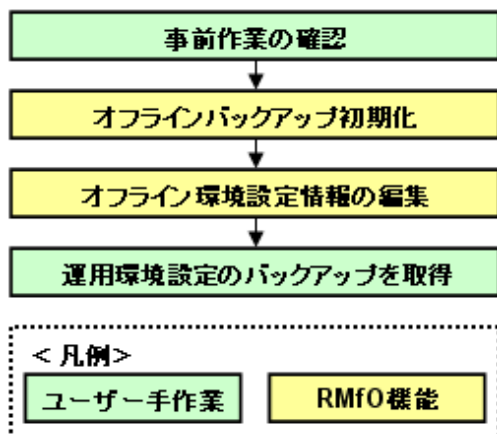 事前作業の確認
オフラインバックアップ初期化
オフライン環境設定情報の編集
運用環境設定のバックアップを取得
<凡例>
ユーザー手作業
RMfO機能